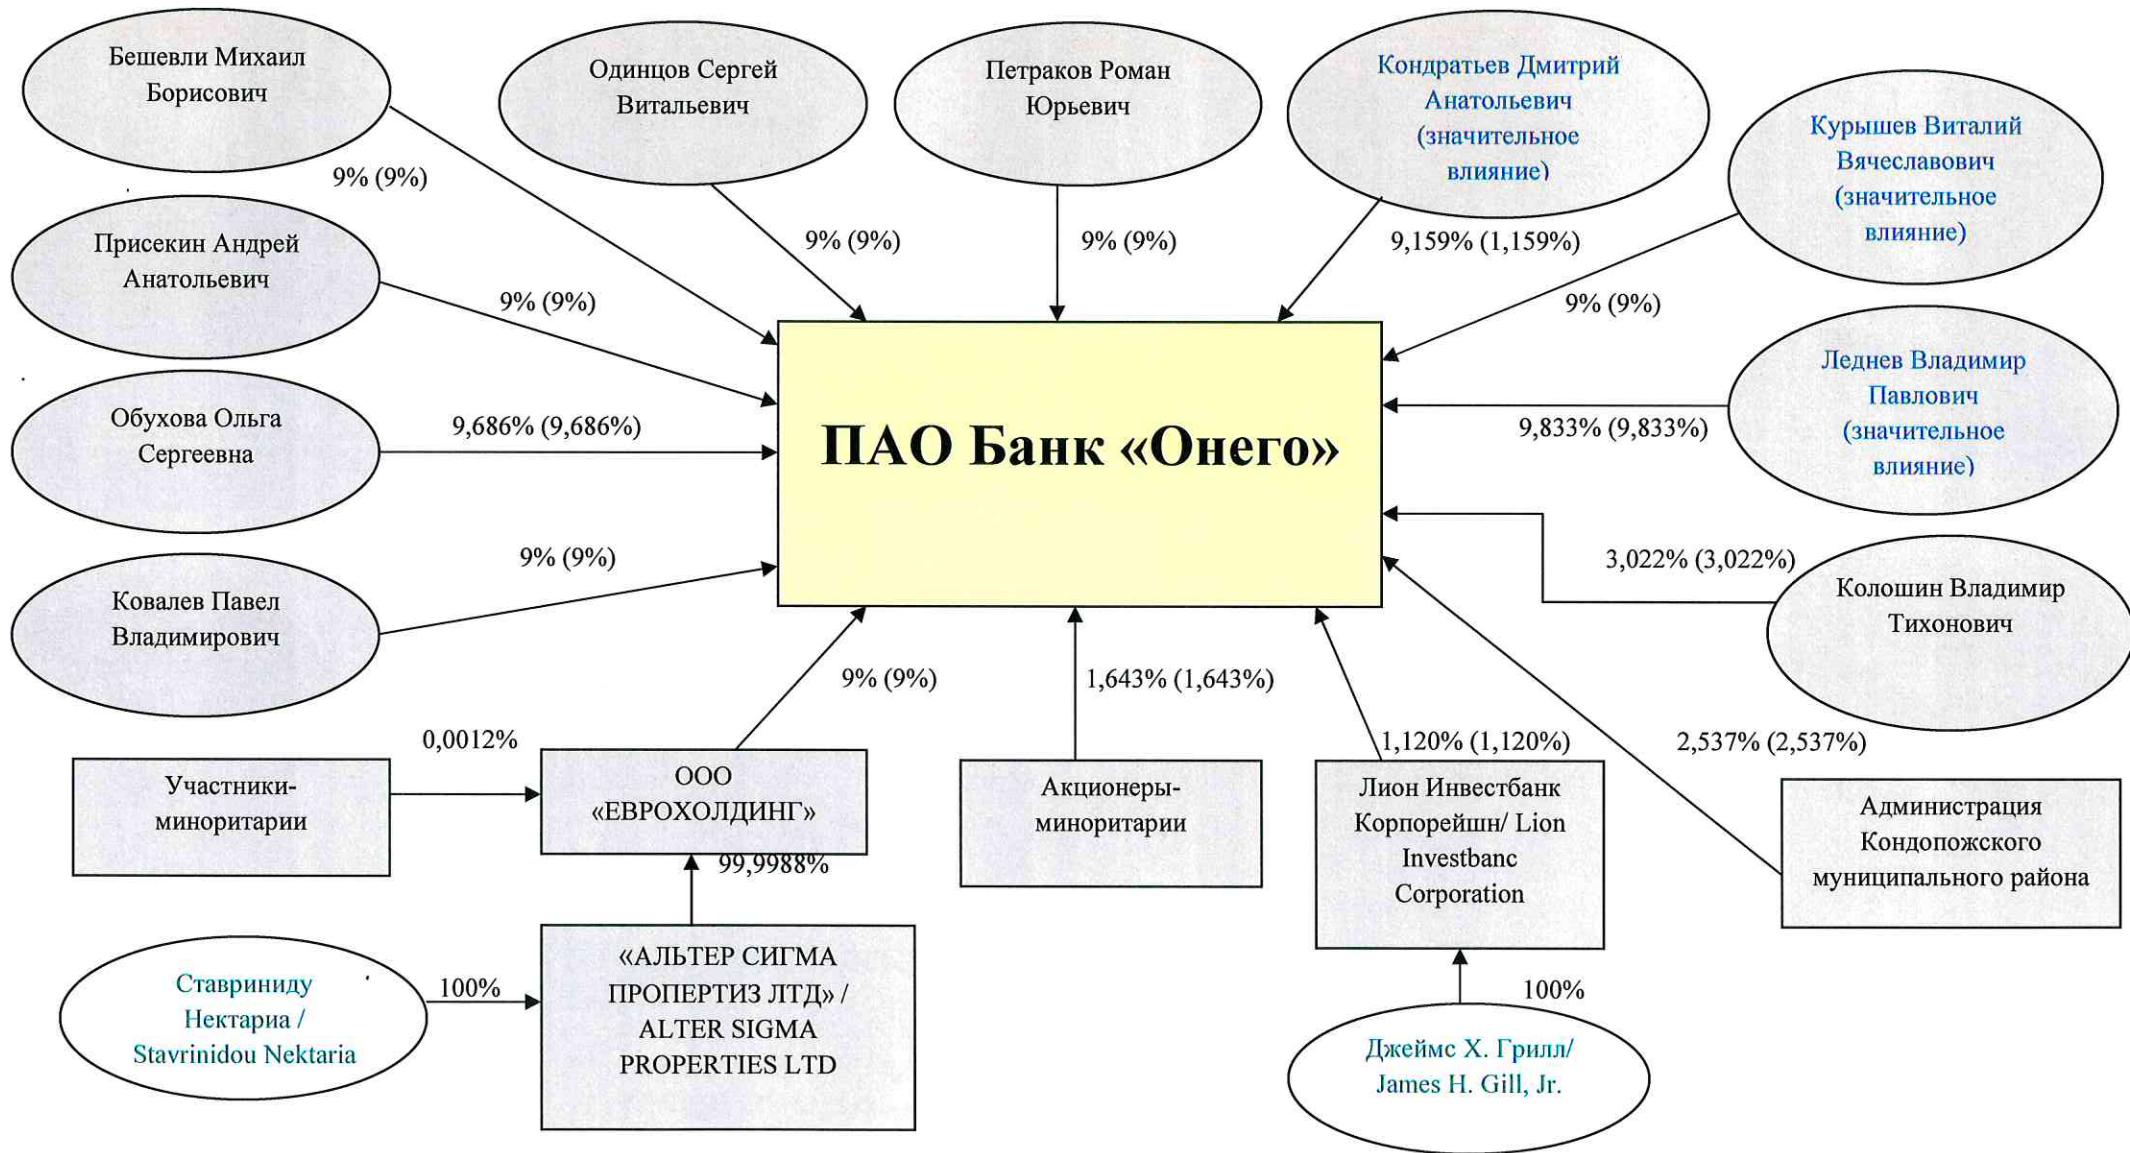 Бешевли Михаил
Борисович
Одинцов Сергей
Витальевич
Петраков Роман
Юрьевич
Кондратьев Дмитрий
Анатольевич
(значительное
влияние)
Курышев Виталий
Вячеславович
(значительное
влияние)
9% (9%)
9% (9%)
9% (9%)
9,159% (1,159%)
9% (9%)
Присекин Андрей
Анатольевич
9% (9%)
Обухова Ольга
Сергеевна
9,686% (9,686%)
ПАО Банк «Онего»
Леднев Владимир
Павлович
(значительное
влияние)
9,833% (9,833%)
Ковалев Павел
Владимирович
9% (9%)
3,022% (3,022%)
Колошин Владимир
Тихонович
9% (9%)
1,643% (1,643%)
1,120% (1,120%)
2,537% (2,537%)
Участники-
миноритарии
0,0012%
ООО
«ЕВРОХОЛДИНГ»
Акционеры-
миноритарии
Лион Инвестбанк
Корпорейшн/ Lion
Investbanc
Corporation
Администрация
Кондопожского
муниципального района
99,9988%
Ставриниду
Нектариа /
Stavrinidou Nektaria
100%
«АЛЬТЕР СИГМА
ПРОПЕРТИЗ ЛТД» /
ALTER SIGMA
PROPERTIES LTD
100%
Джеймс Х. Грилл/
James H. Gill, Jr.